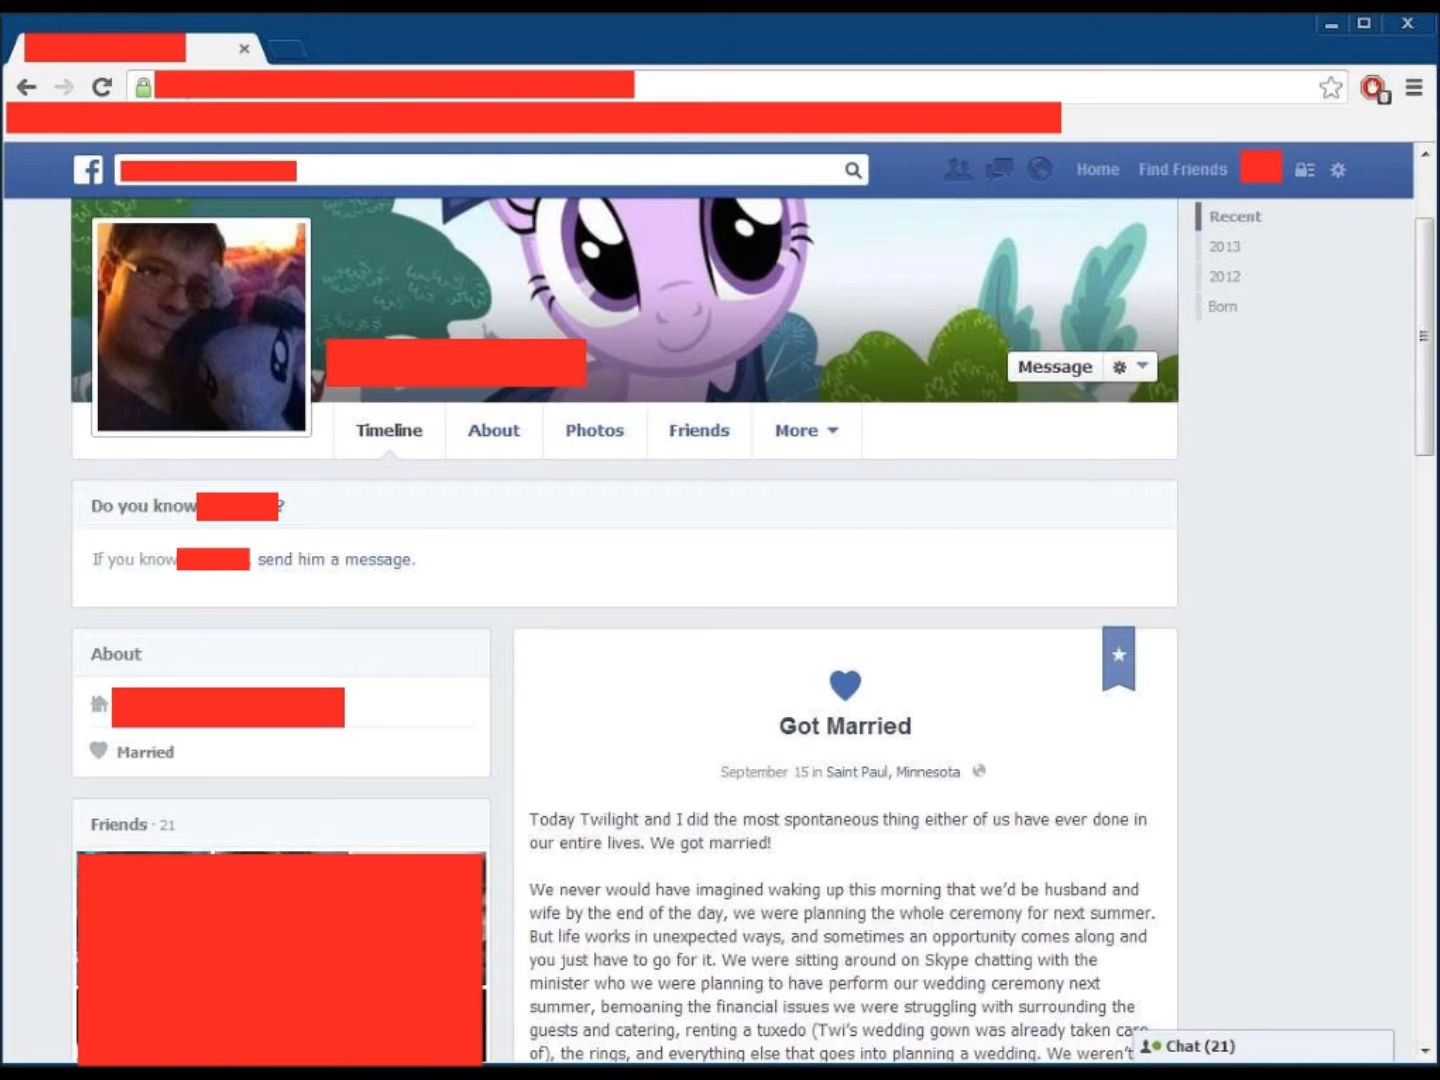 Home Find Friends
Recent
2013
2012
Born
Message
Timeline About Photos Friends More
Do you know ?
If you know send him a message.
About
Married
Friends · 21
Got Married
September 15 in Saint Paul, Minnesota
Today Twilight and I did the most spontaneous thing either of us have ever done in
our entire lives. We got married!
We never would have imagined waking up this morning that we'd be husband and
wife by the end of the day, we were planning the whole ceremony for next summer.
But life works in unexpected ways, and sometimes an opportunity comes along and
you just have to go for it. We were sitting around on Skype chatting with the
minister who we were planning to have perform our wedding ceremony next
summer, bemoaning the financial issues we were struggling with surrounding the
guests and catering, renting a tuxedo (Twi's wedding gown was already taken care
of), the rings, and everything else that goes into planning a wedding. We weren't
Chat (21)